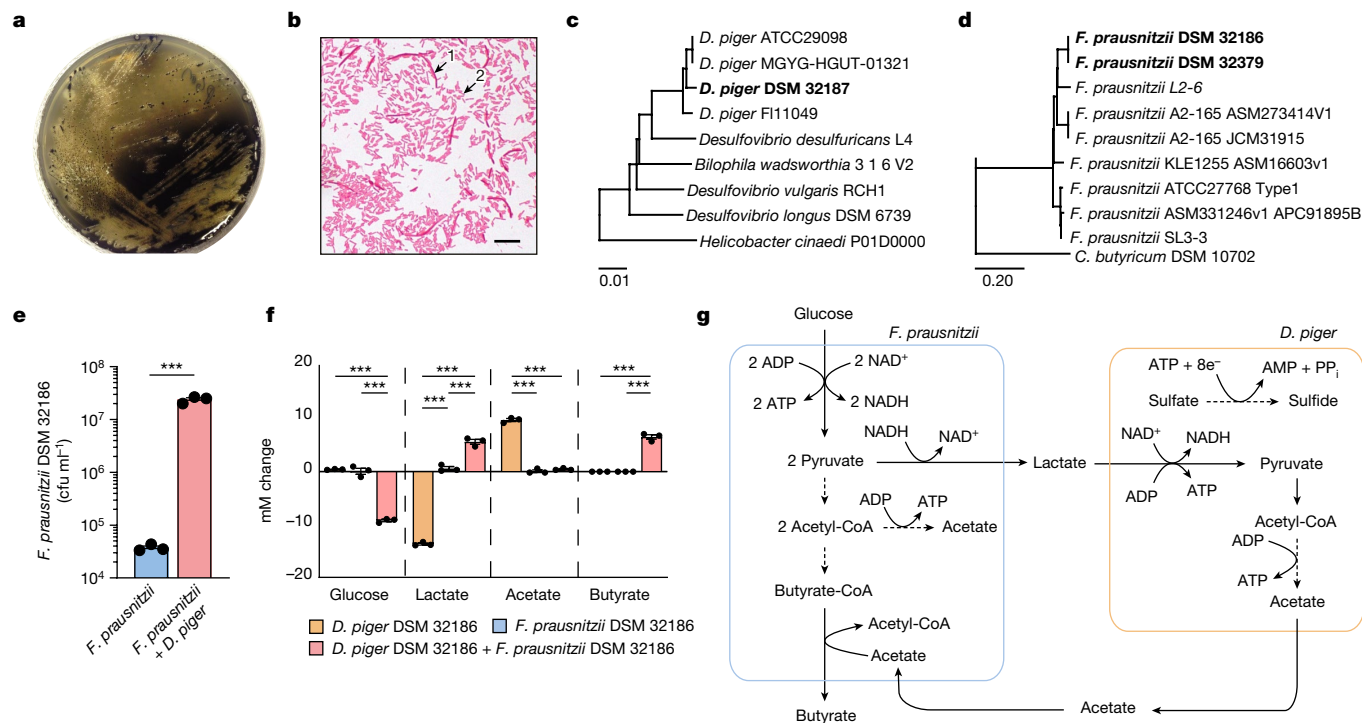 a
b
1
2
c
D. piger ATCC29098
D. piger MGYG-HGUT-01321
D. piger DSM 32187
D. piger FI11049
Desulfovibrio desulfuricans L4
Bilophila wadsworthia 3 1 6 V2
Desulfovibrio vulgaris RCH1
Desulfovibrio longus DSM 6739
Helicobacter cinaedi P01D0000
0.01
d
F. prausnitzii DSM 32186
F. prausnitzii DSM 32379
F. prausnitzii L2-6
F. prausnitzii A2-165 ASM273414V1
F. prausnitzii A2-165 JCM31915
F. prausnitzii KLE1255 ASM16603v1
F. prausnitzii ATCC27768 Type1
F. prausnitzii ASM331246v1 APC91895B
F. prausnitzii SL3-3
C. butyricum DSM 10702
0.20
e
F. prausnitzii DSM 32186
(cfu ml⁻¹)
10⁸
10⁷
10⁶
10⁵
10⁴
***
F. prausnitzii
F. prausnitzii
+ D. piger
f
mM change
20
10
0
−10
−20
*** *** *** ***
*** *** *** ***
***
Glucose Lactate Acetate Butyrate
D. piger DSM 32186 F. prausnitzii DSM 32186
D. piger DSM 32186 + F. prausnitzii DSM 32186
g
Glucose
F. prausnitzii
2 ADP 2 NAD⁺
2 ATP 2 NADH
NADH NAD⁺
2 Pyruvate
Lactate
ADP ATP
2 Acetyl-CoA Acetate
Butyrate-CoA
Acetyl-CoA
Acetate
Butyrate
D. piger
ATP + 8e⁻ AMP + PPᵢ
Sulfate Sulfide
NAD⁺ NADH
ADP ATP
Pyruvate
Acetyl-CoA
ADP
ATP
Acetate
Acetate